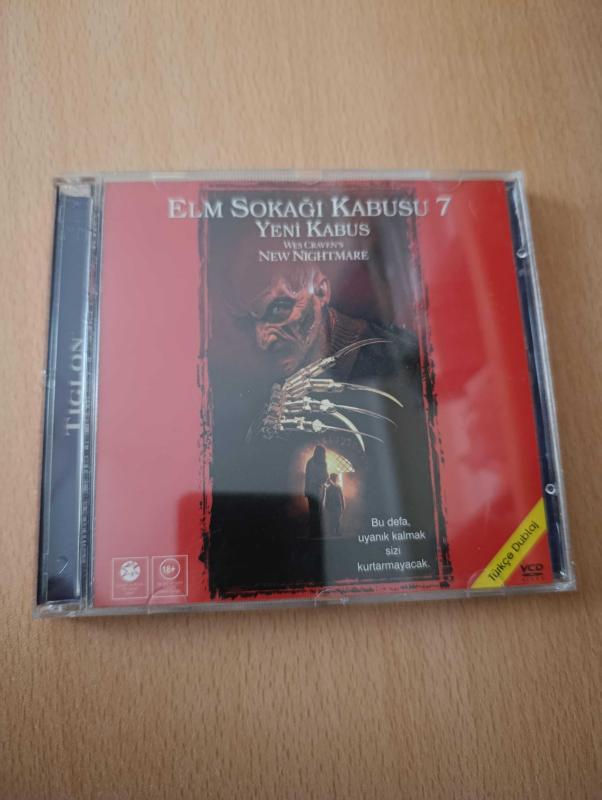 ELM SOKAĞI KABUSU 7
YENİ KABUS
WES CRAVEN'S
NEW NIGHTMARE
TIGLON
Bu defa,
uyanık kalmak
sizi
kurtarmayacak.
Türkçe Dublaj
18+
VCD